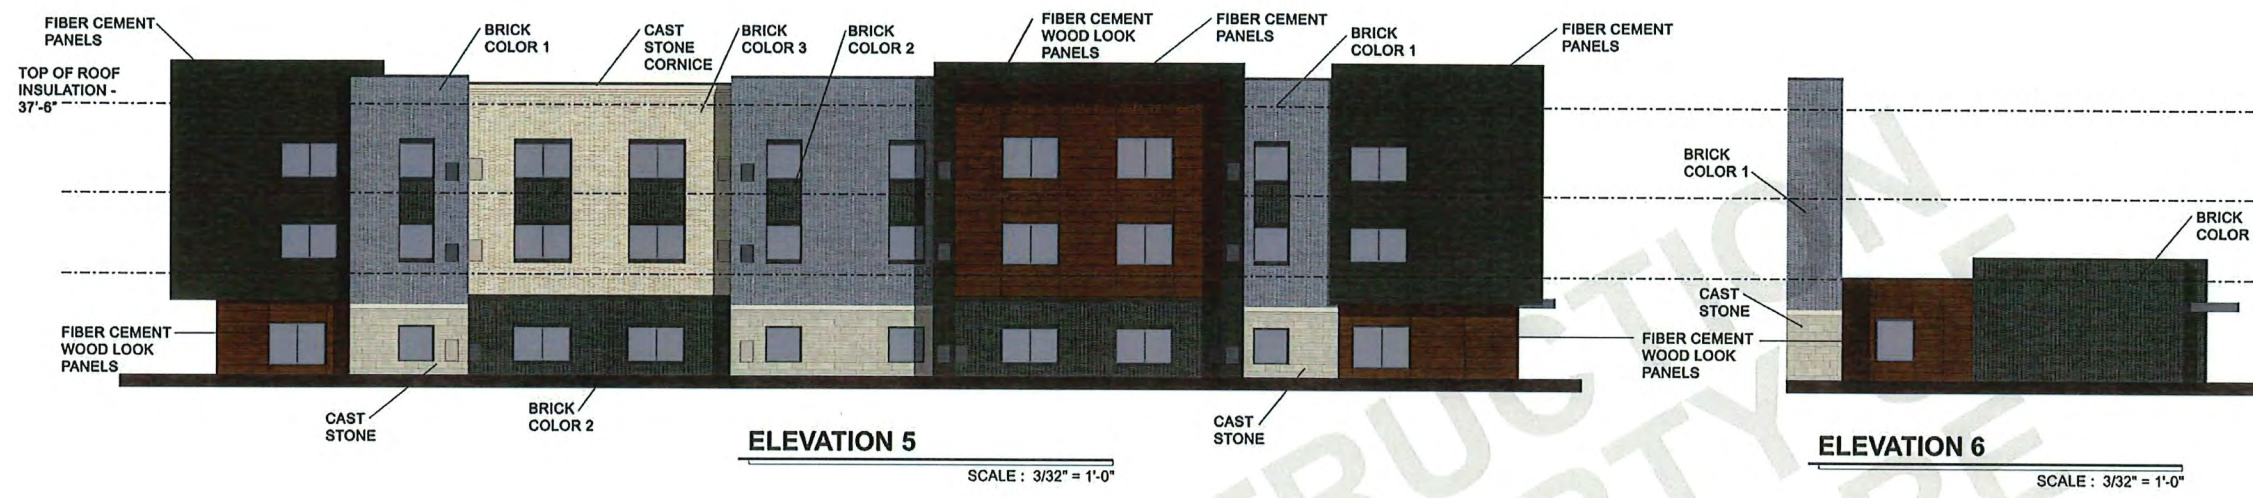 FIBER CEMENT
PANELS
TOP OF ROOF
INSULATION -
37'-6"
BRICK
COLOR 1
CAST
STONE
CORNICE
BRICK
COLOR 3
BRICK
COLOR 2
FIBER CEMENT
WOOD LOOK
PANELS
FIBER CEMENT
PANELS
BRICK
COLOR 1
FIBER CEMENT
PANELS
FIBER CEMENT
WOOD LOOK
PANELS
CAST
STONE
BRICK
COLOR 2
CAST
STONE
ELEVATION 5
SCALE : 3/32" = 1'-0"
BRICK
COLOR 1
BRICK
COLOR
CAST
STONE
FIBER CEMENT
WOOD LOOK
PANELS
ELEVATION 6
SCALE : 3/32" = 1'-0"